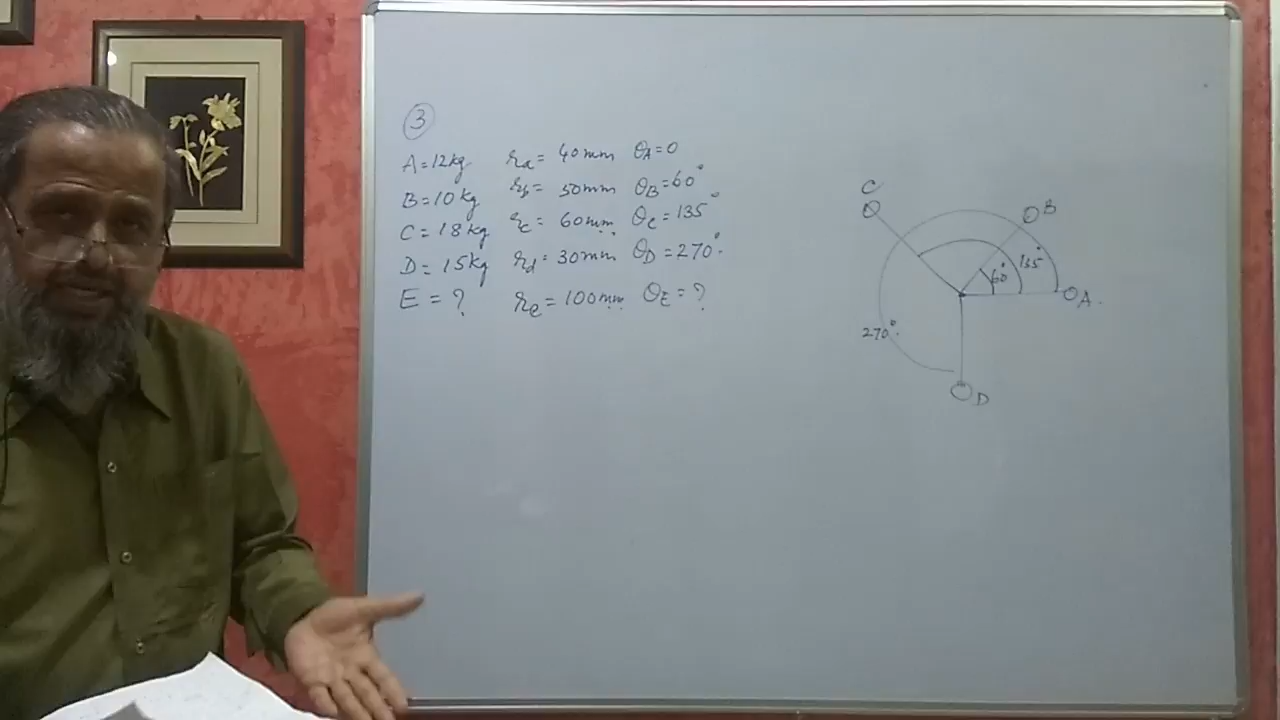 3
A=12kg ra= 40mm θA=0
B=10kg rb= 50mm θB=60°
C=18kg rc= 60mm θC=135°
D=15kg rd= 30mm θD=270°
E=? re=100mm θE=?
C
B
135°
60°
A
270°
D